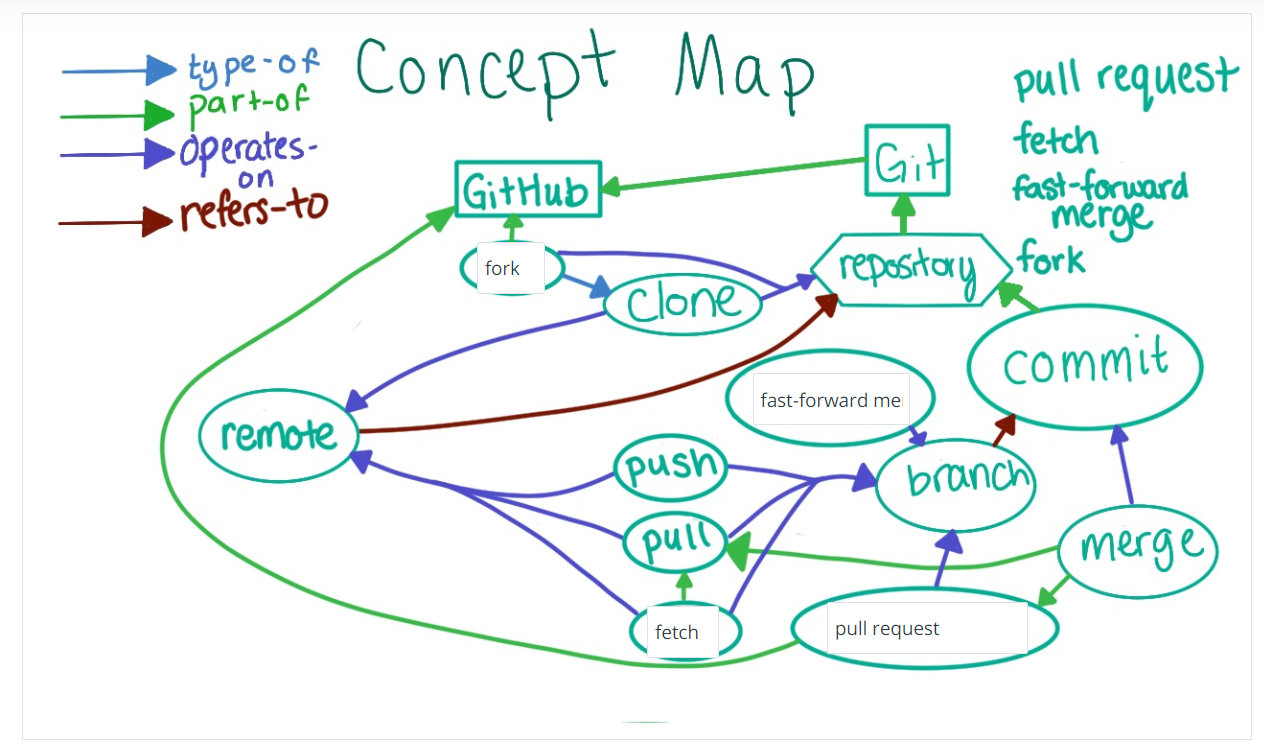 Concept Map
type-of
part-of
operates-
on
refers-to
pull request
fetch
fast-forward
merge
fork
GitHub
Git
fork
repository
clone
commit
fast-forward me
remote
push
branch
pull
merge
fetch
pull request